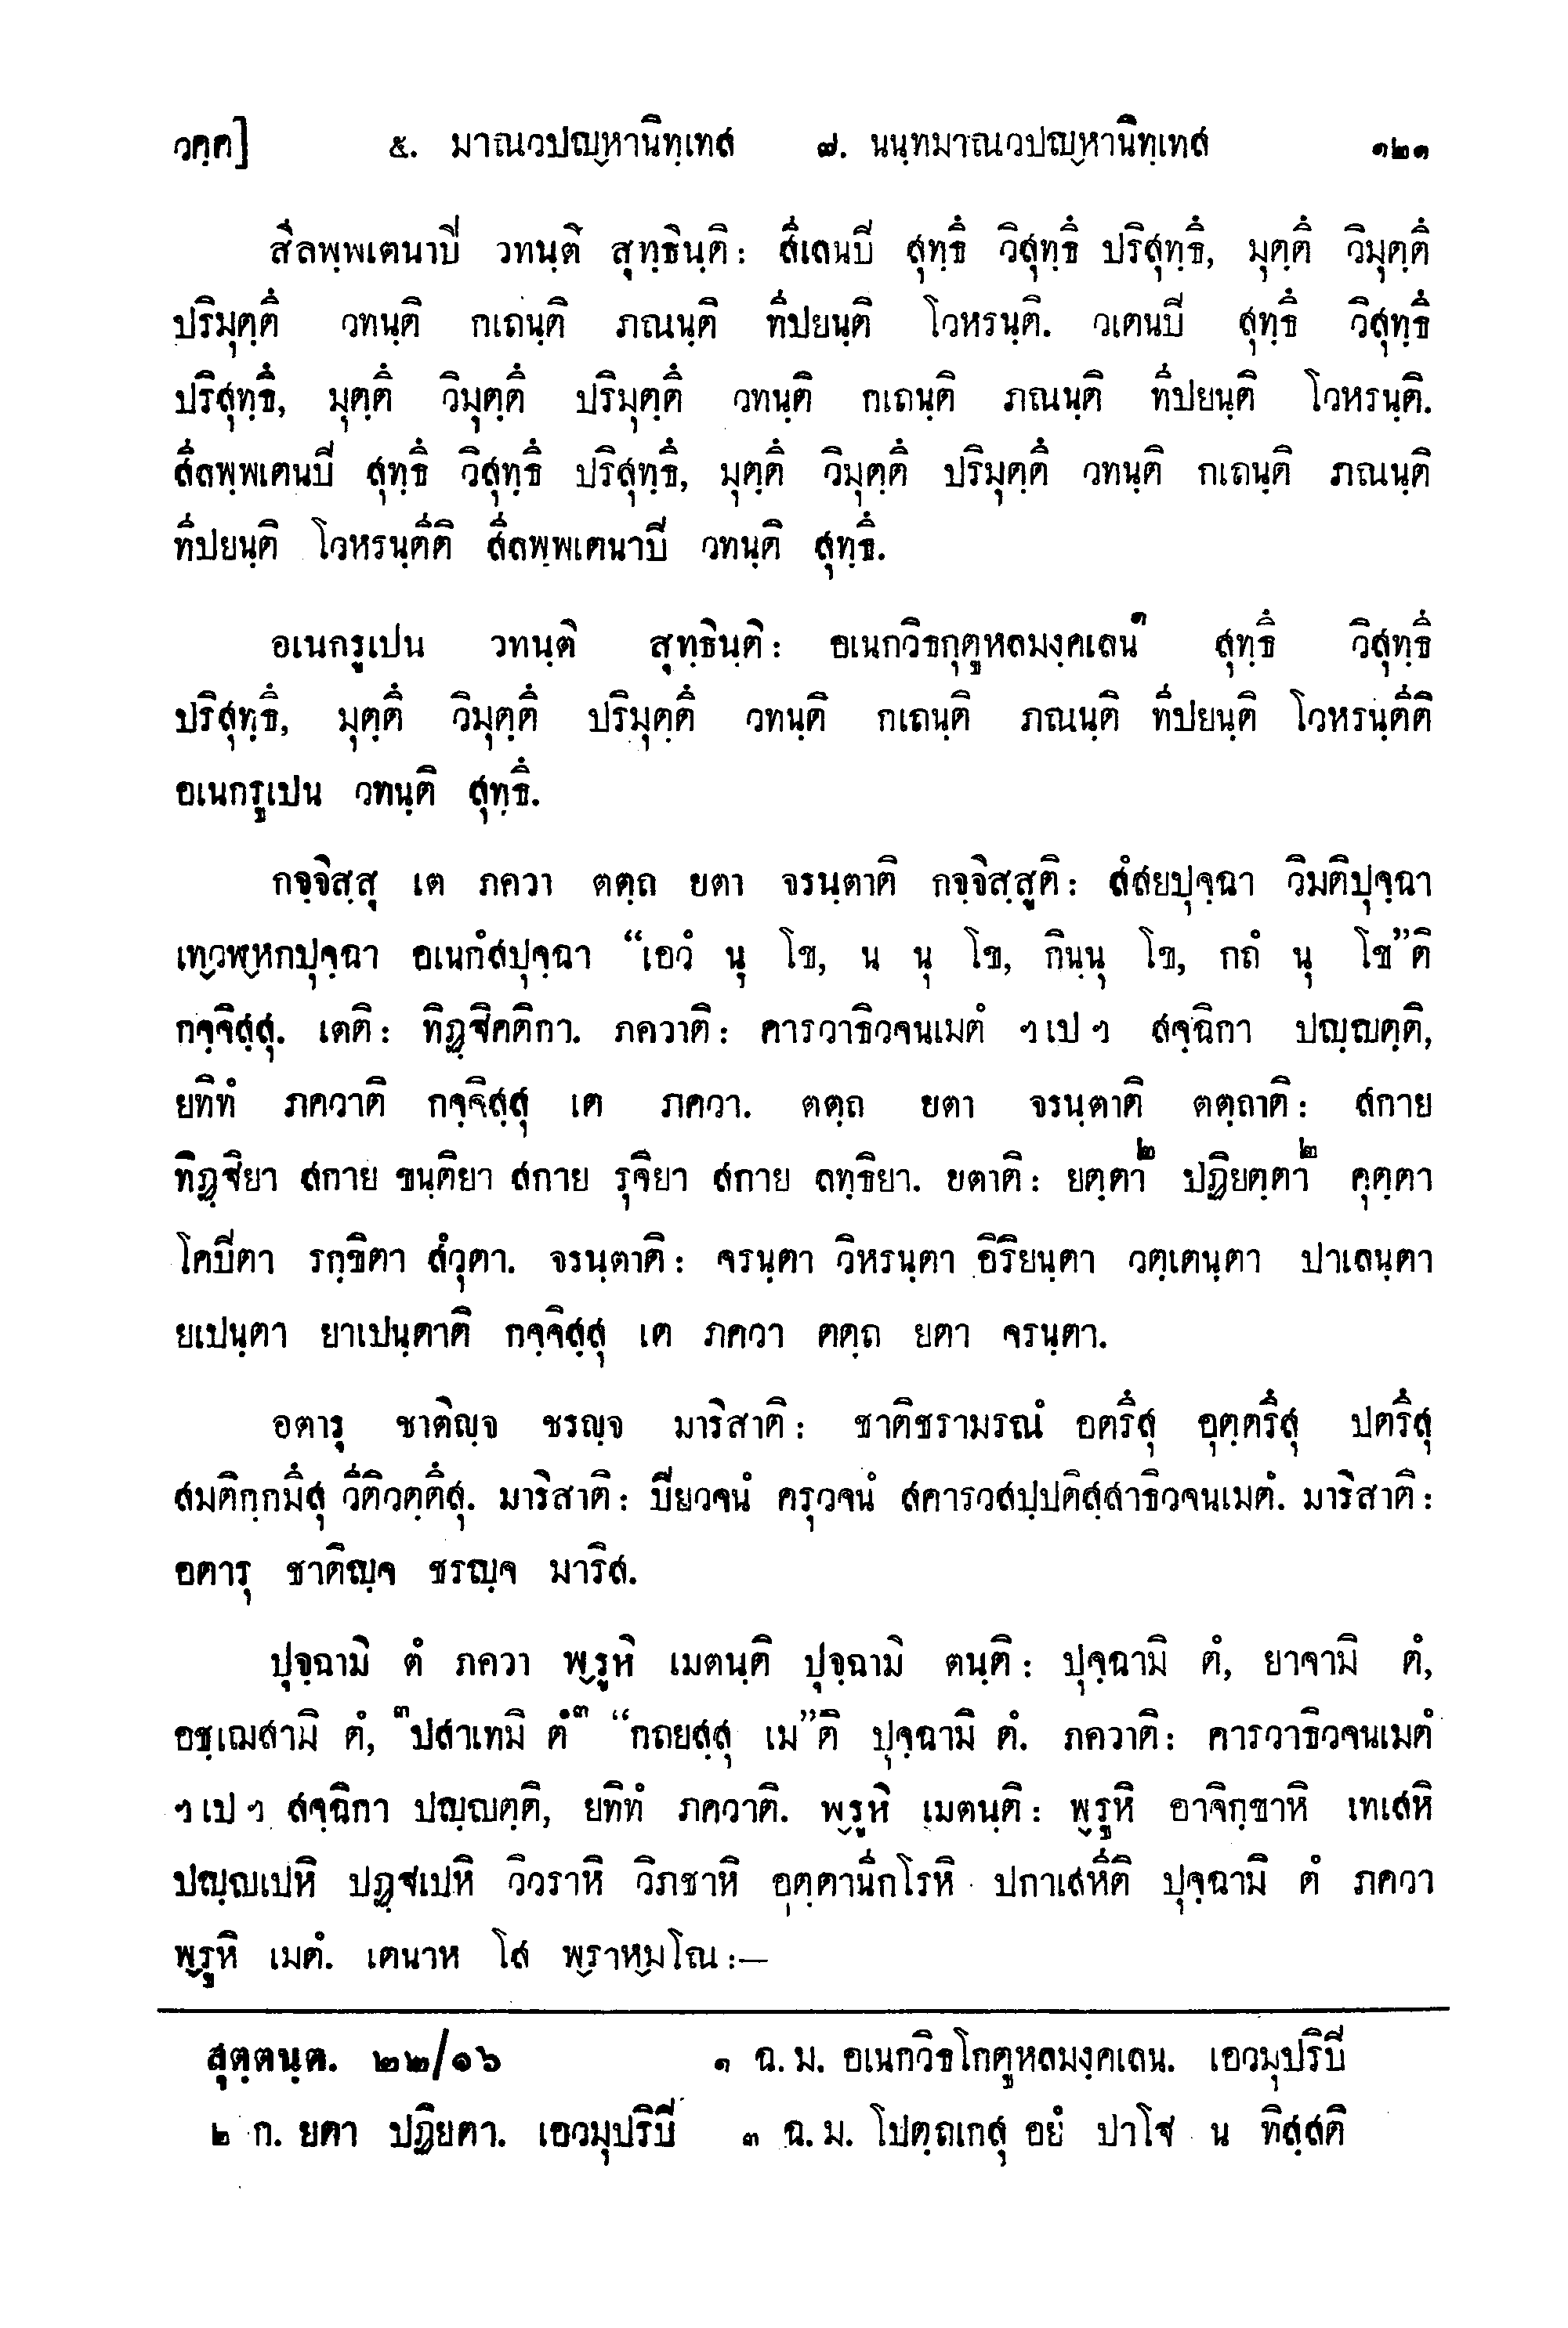 วคฺค]	๕. มาณวปญฺหานิทฺเทส	๗. นนฺทมาณวปญฺหานิทฺเทส	๑๒๑
สีลพฺพเตนาปิ วทนฺติ สุทฺธินฺติ: สีเลนปิ สุทฺธึ วิสุทฺธึ ปริสุทฺธึ, มุตฺตึ วิมุตฺตึ
ปริมุตฺตึ วทนฺติ กเถนฺติ ภณนฺติ ทีปยนฺติ โวหรนฺติ. วเตนปิ สุทฺธึ วิสุทฺธึ
ปริสุทฺธึ, มุตฺตึ วิมุตฺตึ ปริมุตฺตึ วทนฺติ กเถนฺติ ภณนฺติ ทีปยนฺติ โวหรนฺติ.
สีลพฺพเตนปิ สุทฺธึ วิสุทฺธึ ปริสุทฺธึ, มุตฺตึ วิมุตฺตึ ปริมุตฺตึ วทนฺติ กเถนฺติ ภณนฺติ
ทีปยนฺติ โวหรนฺตีติ สีลพฺพเตนาปิ วทนฺติ สุทฺธึ.
อเนกรูเปน วทนฺติ สุทฺธินฺติ: อเนกวิธกุตูหลมงฺคเลน๑ สุทฺธึ วิสุทฺธึ
ปริสุทฺธึ, มุตฺตึ วิมุตฺตึ ปริมุตฺตึ วทนฺติ กเถนฺติ ภณนฺติ ทีปยนฺติ โวหรนฺตีติ
อเนกรูเปน วทนฺติ สุทฺธึ.
กจฺจิสฺสุ เต ภควา ตตฺถ ยตา จรนฺตาติ กจฺจิสฺสูติ: สํสยปุจฺฉา วิมติปุจฺฉา
เทฺวฬฺหกปุจฺฉา อเนกํสปุจฺฉา “เอวํ นุ โข, น นุ โข, กินฺนุ โข, กถํ นุ โข”ติ
กจฺจิสฺสุ. เตติ: ทิฏฺฐิคติกา. ภควาติ: คารวาธิวจนเมตํ ฯเปฯ สจฺฉิกา ปญฺญตฺติ,
ยทิทํ ภควาติ กจฺจิสฺสุ เต ภควา. ตตฺถ ยตา จรนฺตาติ ตตฺถาติ: สกาย
ทิฏฺฐิยา สกาย ขนฺติยา สกาย รุจิยา สกาย ลทฺธิยา. ยตาติ: ยตฺตา๒ ปฏิยตฺตา๒ คุตฺตา
โคปิตา รกฺขิตา สํวุตา. จรนฺตาติ: จรนฺตา วิหรนฺตา อิริยนฺตา วตฺเตนฺตา ปาเลนฺตา
ยเปนฺตา ยาเปนฺตาติ กจฺจิสฺสุ เต ภควา ตตฺถ ยตา จรนฺตา.
อตารุ ชาติญฺจ ชรญฺจ มาริสาติ: ชาติชรามรณํ อตรึสุ อุตฺตรึสุ ปตรึสุ
สมติกฺกมึสุ วีติวตฺตึสุ. มาริสาติ: ปิยวจนํ ครุวจนํ สคารวสปฺปติสฺสาธิวจนเมตํ. มาริสาติ:
อตารุ ชาติญฺจ ชรญฺจ มาริส.
ปุจฺฉามิ ตํ ภควา พฺรูหิ เมตนฺติ ปุจฺฉามิ ตนฺติ: ปุจฺฉามิ ตํ, ยาจามิ ตํ,
อชฺเฌสามิ ตํ, ๓ปสาเทมิ ตํ๓ “กถยสฺสุ เม”ติ ปุจฺฉามิ ตํ. ภควาติ: คารวาธิวจนเมตํ
ฯเปฯ สจฺฉิกา ปญฺญตฺติ, ยทิทํ ภควาติ. พฺรูหิ เมตนฺติ: พฺรูหิ อาจิกฺขาหิ เทเสหิ
ปญฺญเปหิ ปฏฺฐเปหิ วิวราหิ วิภชาหิ อุตฺตานีกโรหิ ปกาเสหีติ ปุจฺฉามิ ตํ ภควา
พฺรูหิ เมตํ. เตนาห โส พฺราหฺมโณ:—
สุตฺตนฺต. ๒๒/๑๖	๑ ฉ. ม. อเนกวิธโกตูหลมงฺคเลน. เอวมุปริปิ
๒ ก. ยตา ปฏิยตา. เอวมุปริปิ	๓ ฉ. ม. โปตฺถเกสุ อยํ ปาโฐ น ทิสฺสติ